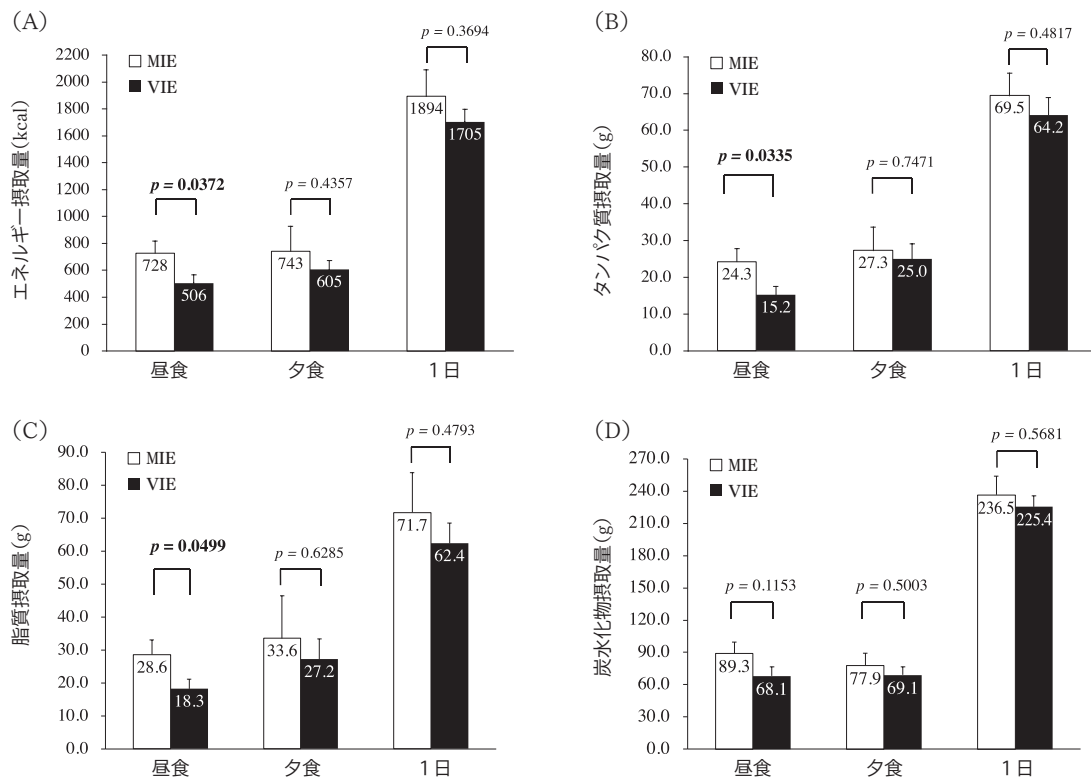 (A)
エネルギー摂取量(kcal)
2200
2000
1800
1600
1400
1200
1000
800
600
400
200
0
MIE
VIE
p = 0.0372
p = 0.4357
p = 0.3694
728
506
743
605
1894
1705
昼食
夕食
1日
(B)
タンパク質摂取量(g)
80.0
70.0
60.0
50.0
40.0
30.0
20.0
10.0
0.0
MIE
VIE
p = 0.0335
p = 0.7471
p = 0.4817
24.3
15.2
27.3
25.0
69.5
64.2
昼食
夕食
1日
(C)
脂質摂取量(g)
90.0
80.0
70.0
60.0
50.0
40.0
30.0
20.0
10.0
0.0
MIE
VIE
p = 0.0499
p = 0.6285
p = 0.4793
28.6
18.3
33.6
27.2
71.7
62.4
昼食
夕食
1日
(D)
炭水化物摂取量(g)
270.0
240.0
210.0
180.0
150.0
120.0
90.0
60.0
30.0
0.0
MIE
VIE
p = 0.1153
p = 0.5003
p = 0.5681
89.3
68.1
77.9
69.1
236.5
225.4
昼食
夕食
1日